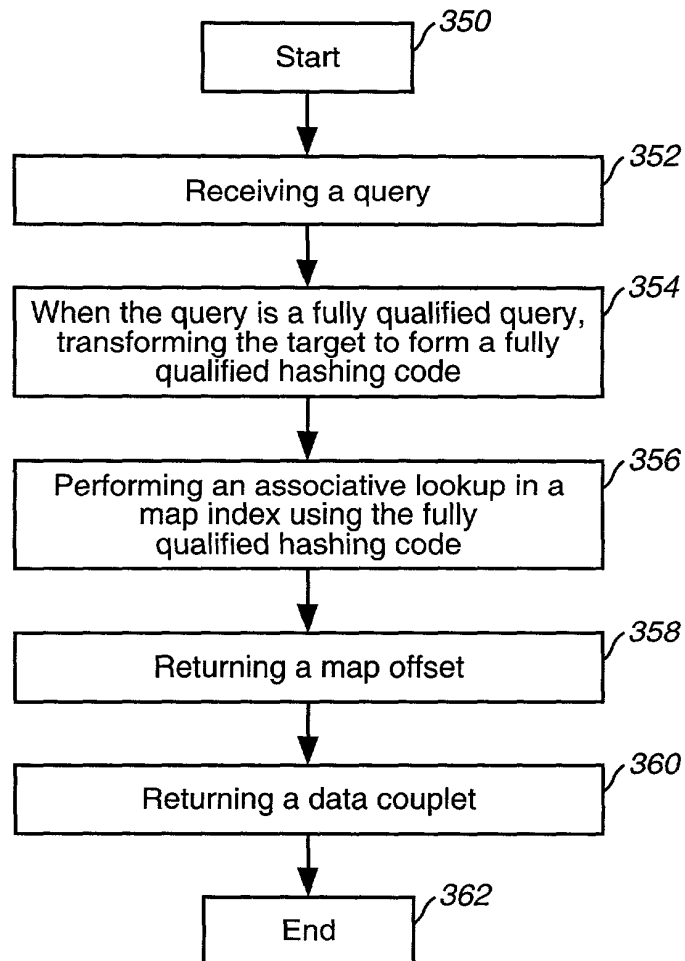 350
Start
352
Receiving a query
354
When the query is a fully qualified query,
transforming the target to form a fully
qualified hashing code
356
Performing an associative lookup in a
map index using the fully
qualified hashing code
358
Returning a map offset
360
Returning a data couplet
362
End